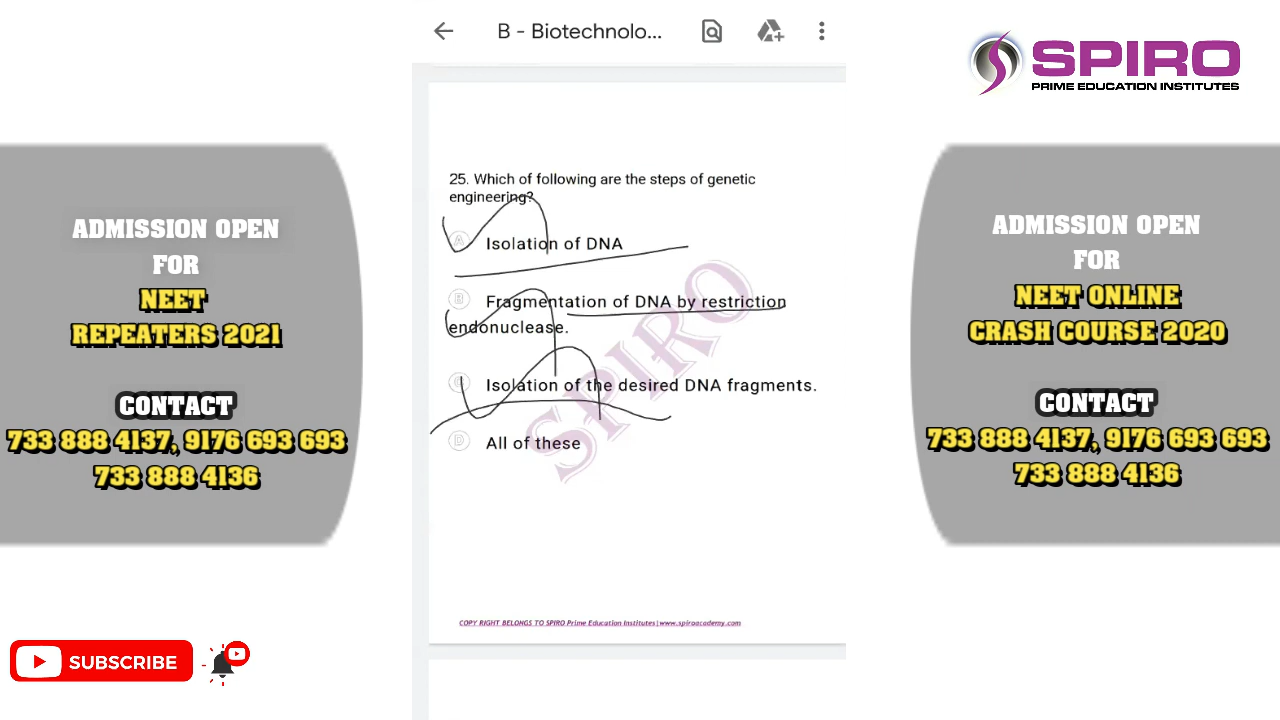 B - Biotechnolo...
SPIRO
PRIME EDUCATION INSTITUTES
ADMISSION OPEN
FOR
NEET
REPEATERS 2021
CONTACT
733 888 4137, 9176 693 693
733 888 4136
25. Which of following are the steps of genetic
engineering?
A Isolation of DNA
B Fragmentation of DNA by restriction
endonuclease.
C Isolation of the desired DNA fragments.
D All of these
SPIRO
COPY RIGHT BELONGS TO SPIRO Prime Education Institutes|www.spiroacademy.com
ADMISSION OPEN
FOR
NEET ONLINE
CRASH COURSE 2020
CONTACT
733 888 4137, 9176 693 693
733 888 4136
SUBSCRIBE